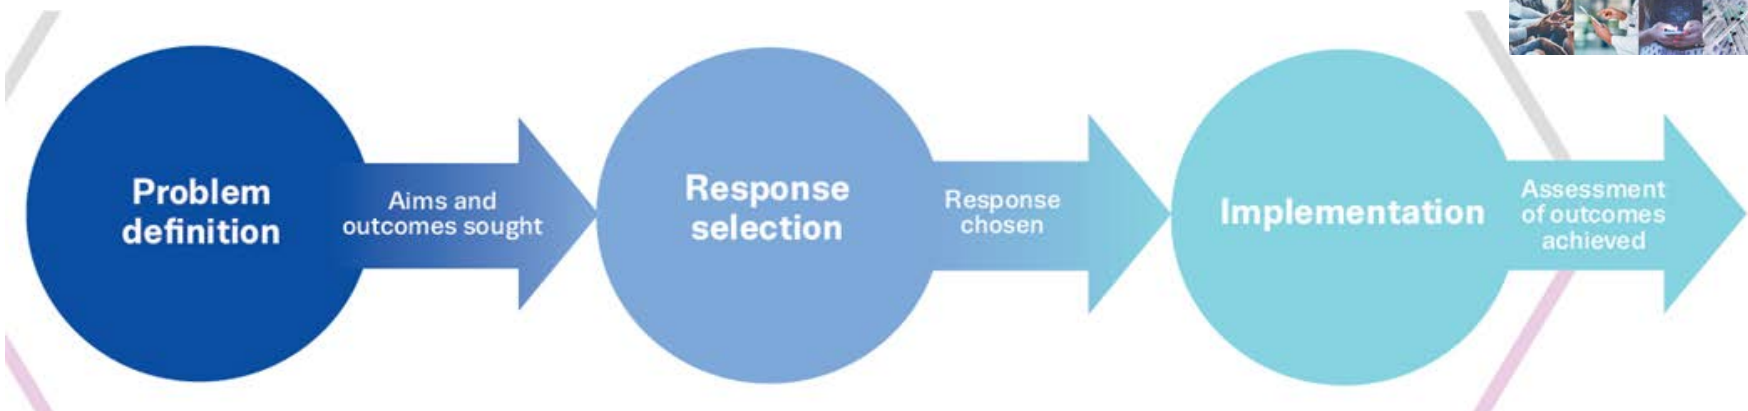 Problem
definition
Aims and
outcomes sought
Response
selection
Response
chosen
Implementation
Assessment
of outcomes
achieved